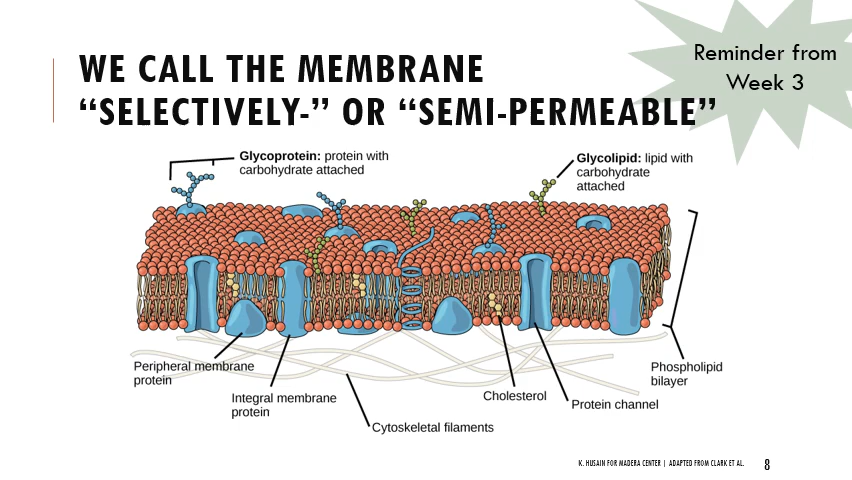 WE CALL THE MEMBRANE
“SELECTIVELY-” OR “SEMI-PERMEABLE”
Reminder from
Week 3
Glycoprotein: protein with
carbohydrate attached
Glycolipid: lipid with
carbohydrate
attached
Peripheral membrane
protein
Integral membrane
protein
Cytoskeletal filaments
Cholesterol
Protein channel
Phospholipid
bilayer
K. HUSAIN FOR MADERA CENTER | ADAPTED FROM CLARK ET AL.
8